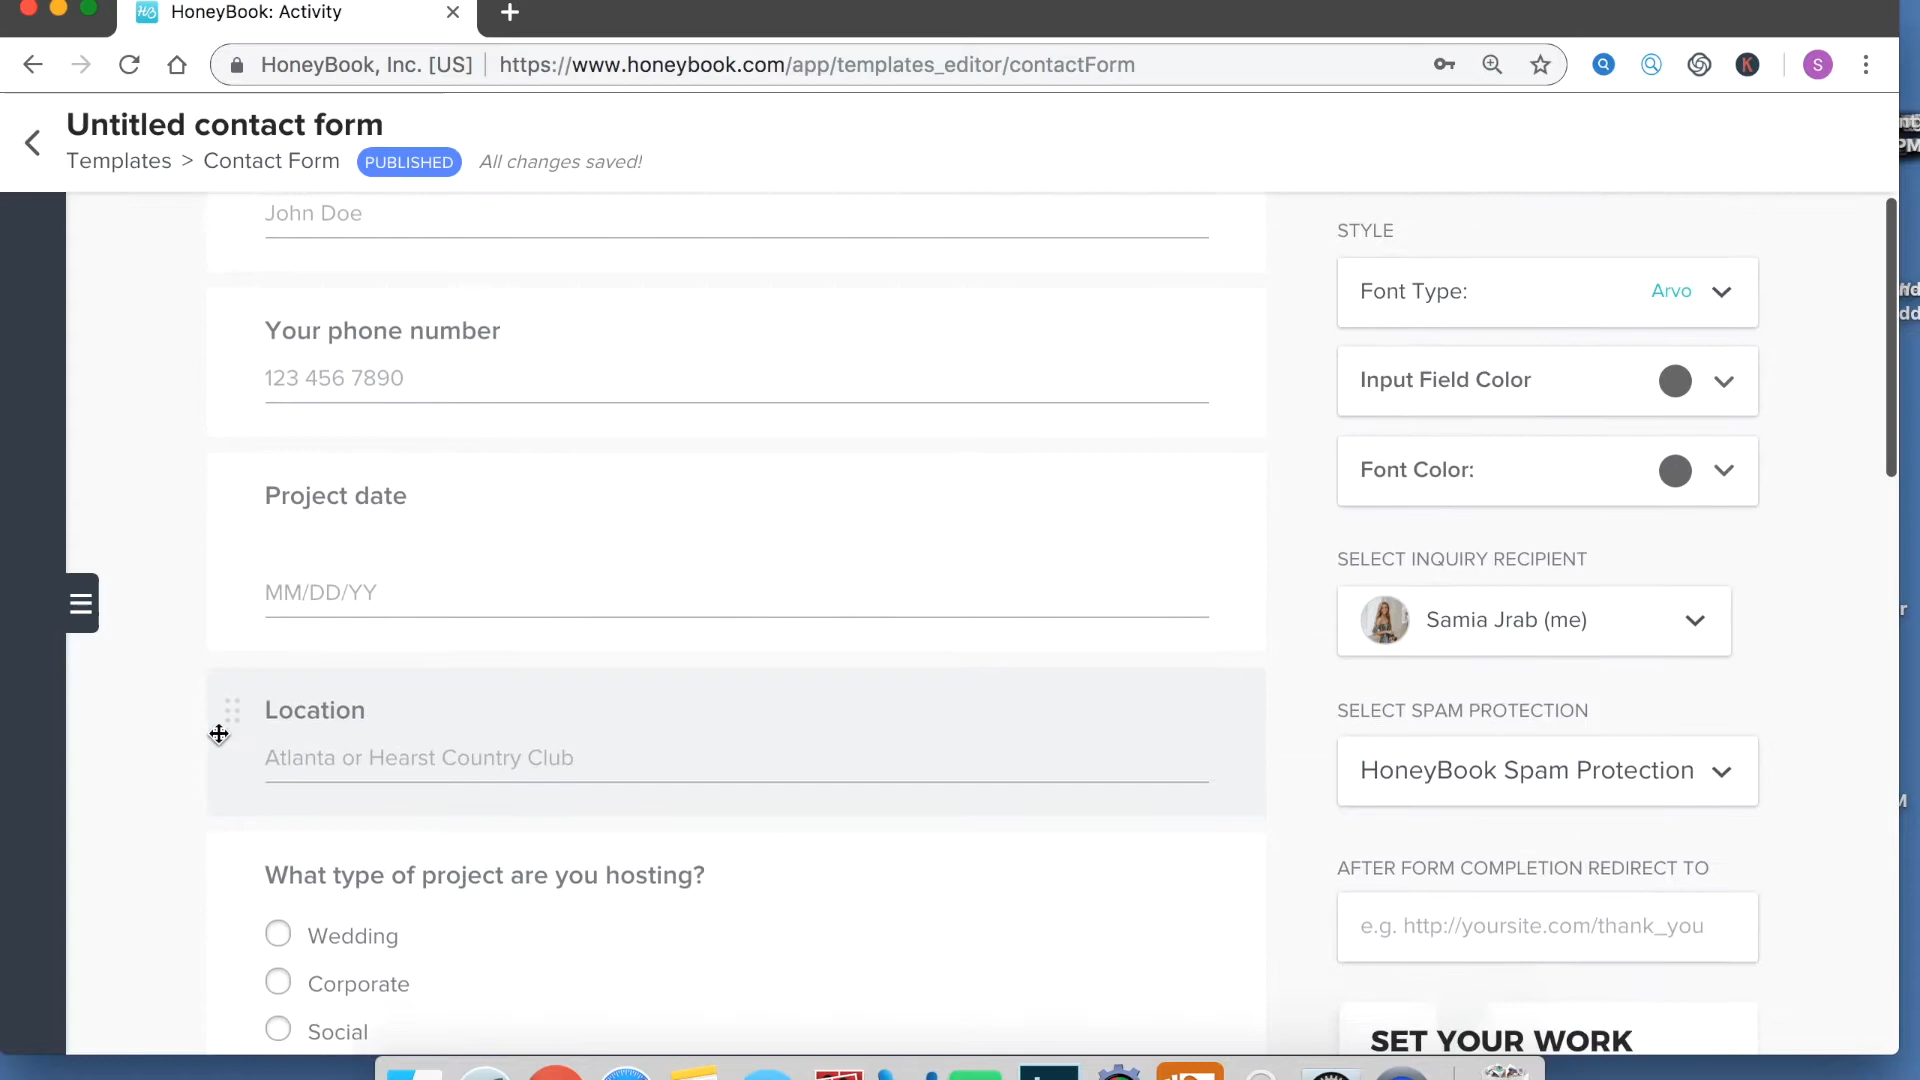 HoneyBook: Activity
HoneyBook, Inc. [US] https://www.honeybook.com/app/templates_editor/contactForm
K
S
Untitled contact form
Templates > Contact Form PUBLISHED All changes saved!
John Doe
Your phone number
123 456 7890
Project date
MM/DD/YY
Location
Atlanta or Hearst Country Club
What type of project are you hosting?
Wedding
Corporate
Social
STYLE
Font Type: Arvo
Input Field Color
Font Color:
SELECT INQUIRY RECIPIENT
Samia Jrab (me)
SELECT SPAM PROTECTION
HoneyBook Spam Protection
AFTER FORM COMPLETION REDIRECT TO
e.g. http://yoursite.com/thank_you
SET YOUR WORK